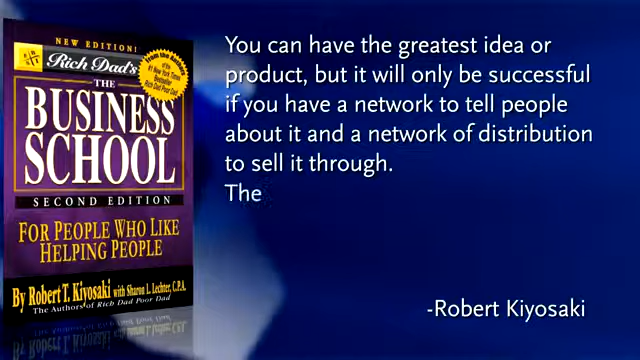 NEW EDITION!
Rich Dad's
THE
BUSINESS
SCHOOL
SECOND EDITION
FOR PEOPLE WHO LIKE
HELPING PEOPLE
By Robert T. Kiyosaki with Sharon L. Lechter, C.P.A.
The Authors of Rich Dad Poor Dad
You can have the greatest idea or
product, but it will only be successful
if you have a network to tell people
about it and a network of distribution
to sell it through.
The
-Robert Kiyosaki